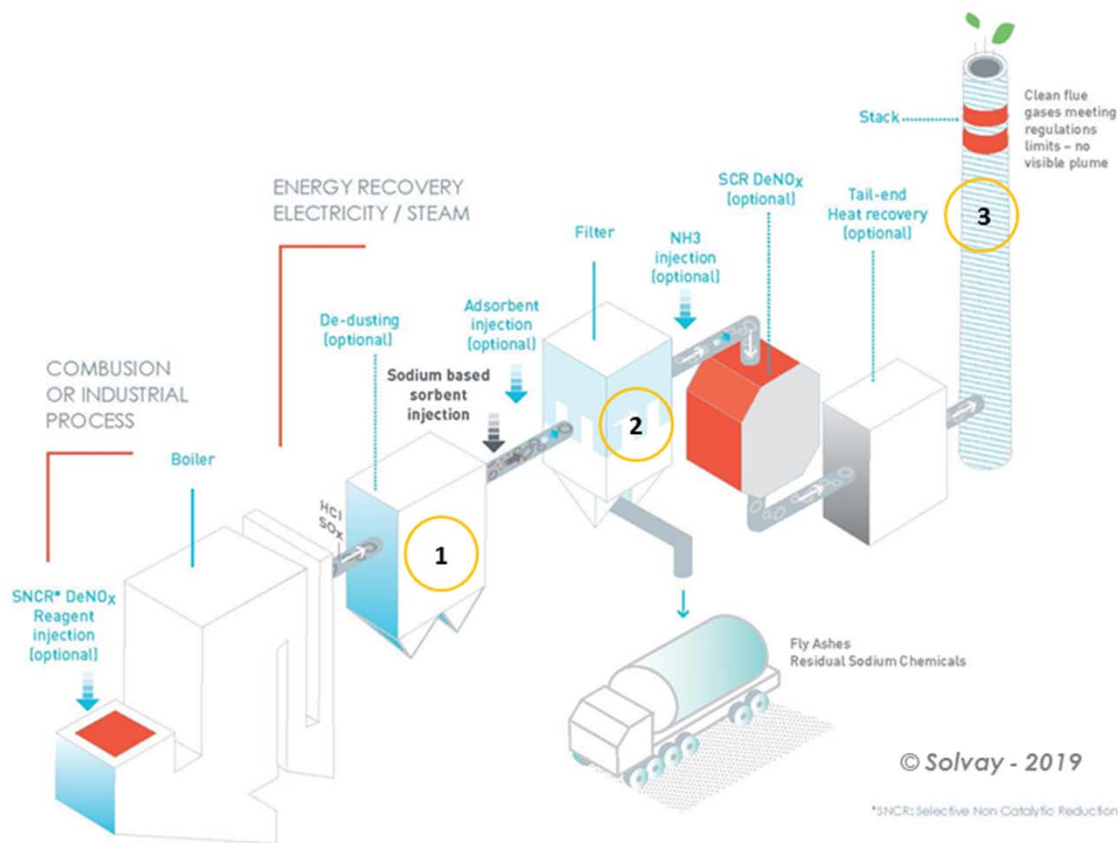 Clean flue
gases meeting
regulations
limits – no
visible plume
Stack
ENERGY RECOVERY
ELECTRICITY / STEAM
SCR DeNOx
(optional)
Tail-end
Heat recovery
(optional)
3
Filter
NH3
injection
(optional)
De-dusting
(optional)
Adsorbent
injection
(optional)
COMBUSION
OR INDUSTRIAL
PROCESS
Sodium based
sorbent
injection
2
Boiler
HCl
SOx
1
SNCR* DeNOx
Reagent
injection
(optional)
Fly Ashes
Residual Sodium Chemicals
© Solvay - 2019
*SNCR: Selective Non Catalytic Reduction